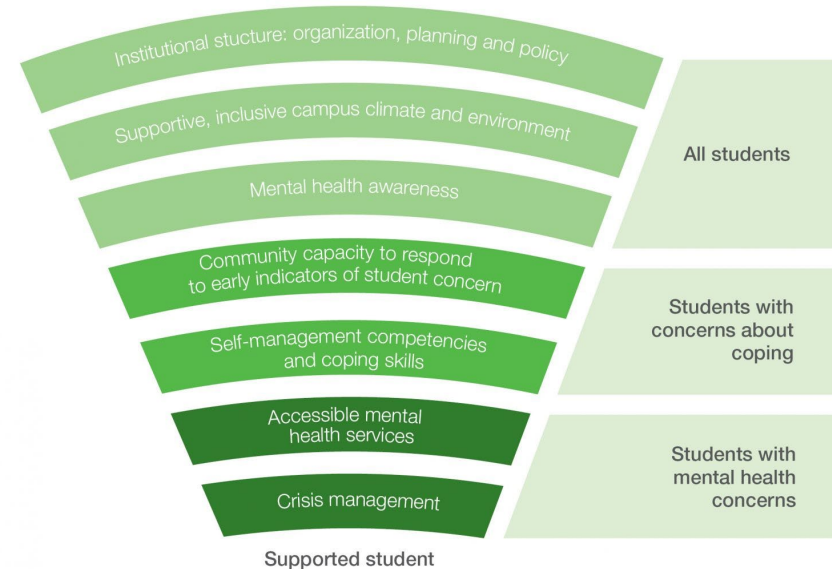 Institutional stucture: organization, planning and policy
Supportive, inclusive campus climate and environment
Mental health awareness
Community capacity to respond
to early indicators of student concern
Self-management competencies
and coping skills
Accessible mental
health services
Crisis management
Supported student
All students
Students with
concerns about
coping
Students with
mental health
concerns